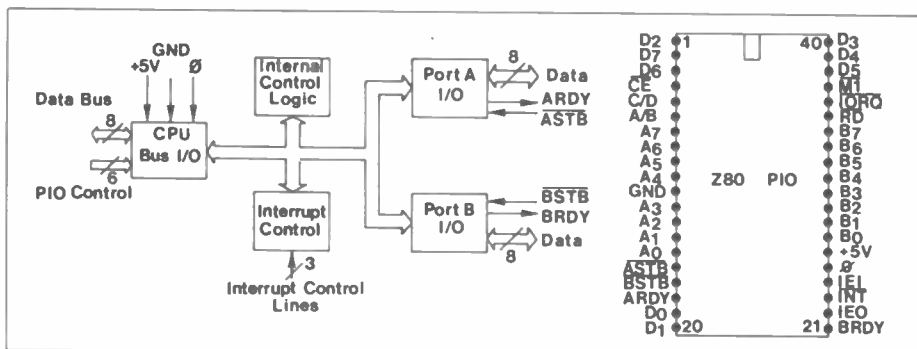 GND
+5V Ø
Data Bus
8
CPU
Bus I/O
6
PIO Control
Internal
Control
Logic
Interrupt
Control
3
Interrupt Control
Lines
Port A
I/O
8
Data
ARDY
ASTB
Port B
I/O
BSTB
BRDY
Data
8
Z80 PIO
D2 1
D7
D6
CE
C/D
A/B
A7
A6
A5
A4
GND
A3
A2
A1
A0
ASTB
BSTB
ARDY
D0
D1 20
40 D3
D4
D5
M1
IORQ
RD
B7
B6
B5
B4
B3
B2
B1
B0
+5V
Ø
IEI
INT
IEO
21 BRDY